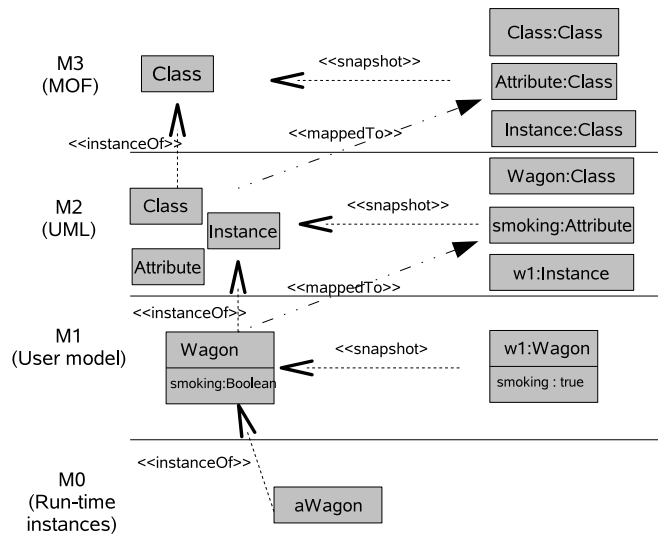 M3
(MOF)
Class
<<snapshot>>
Class:Class
Attribute:Class
Instance:Class
<<instanceOf>>
<<mappedTo>>
M2
(UML)
Class
Instance
Attribute
<<snapshot>>
Wagon:Class
smoking:Attribute
w1:Instance
<<instanceOf>>
<<mappedTo>>
M1
(User model)
Wagon
smoking:Boolean
<<snapshot>
w1:Wagon
smoking : true
<<instanceOf>>
M0
(Run-time
instances)
aWagon